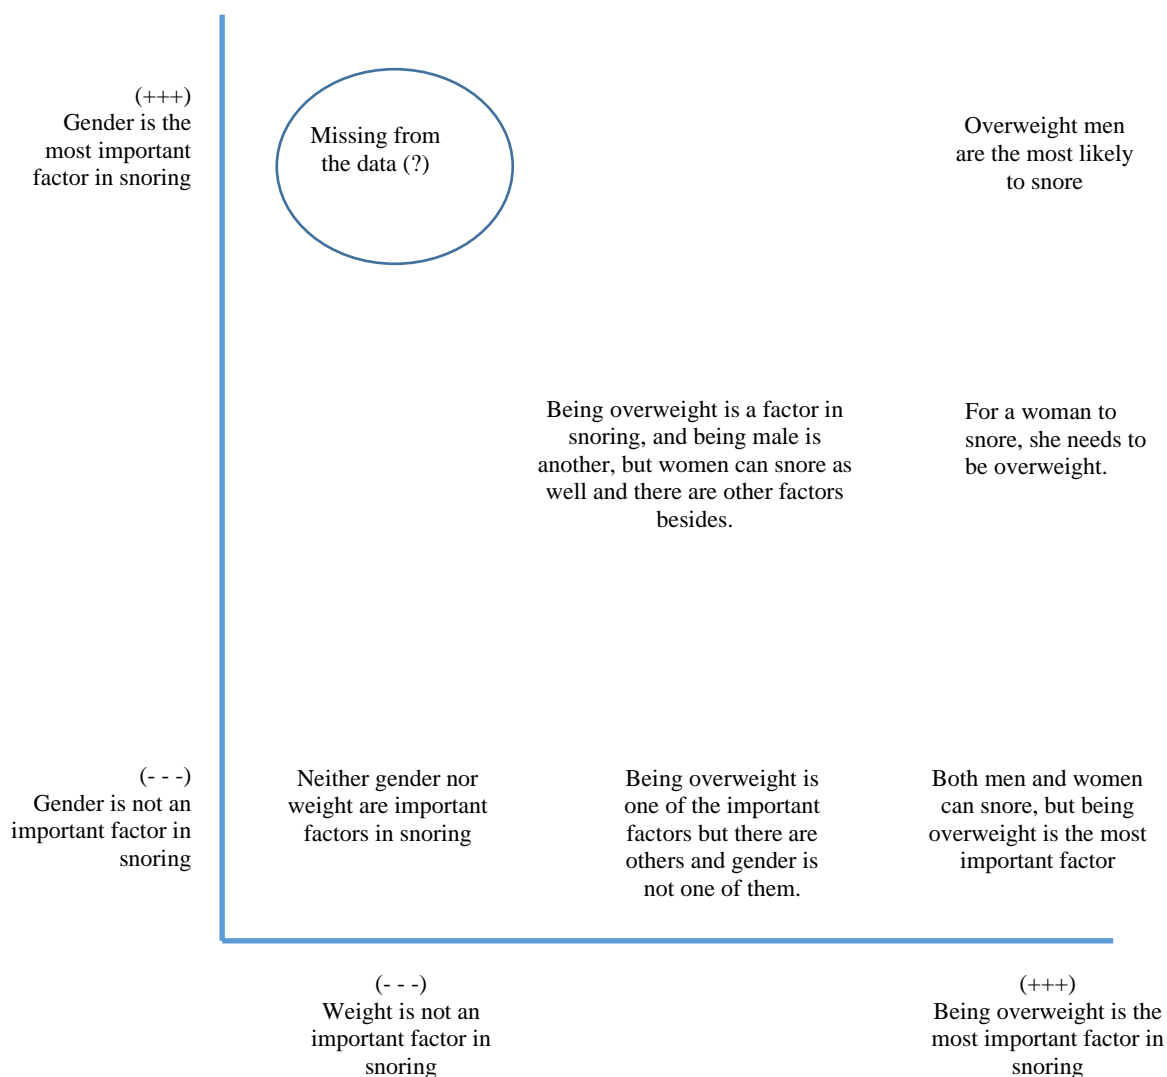 (+++)
Gender is the
most important
factor in snoring
Missing from
the data (?)
Overweight men
are the most likely
to snore
Being overweight is a factor in
snoring, and being male is
another, but women can snore as
well and there are other factors
besides.
For a woman to
snore, she needs to
be overweight.
(- - -)
Gender is not an
important factor in
snoring
Neither gender nor
weight are important
factors in snoring
Being overweight is
one of the important
factors but there are
others and gender is
not one of them.
Both men and women
can snore, but being
overweight is the most
important factor
(- - -)
Weight is not an
important factor in
snoring
(+++)
Being overweight is the
most important factor in
snoring